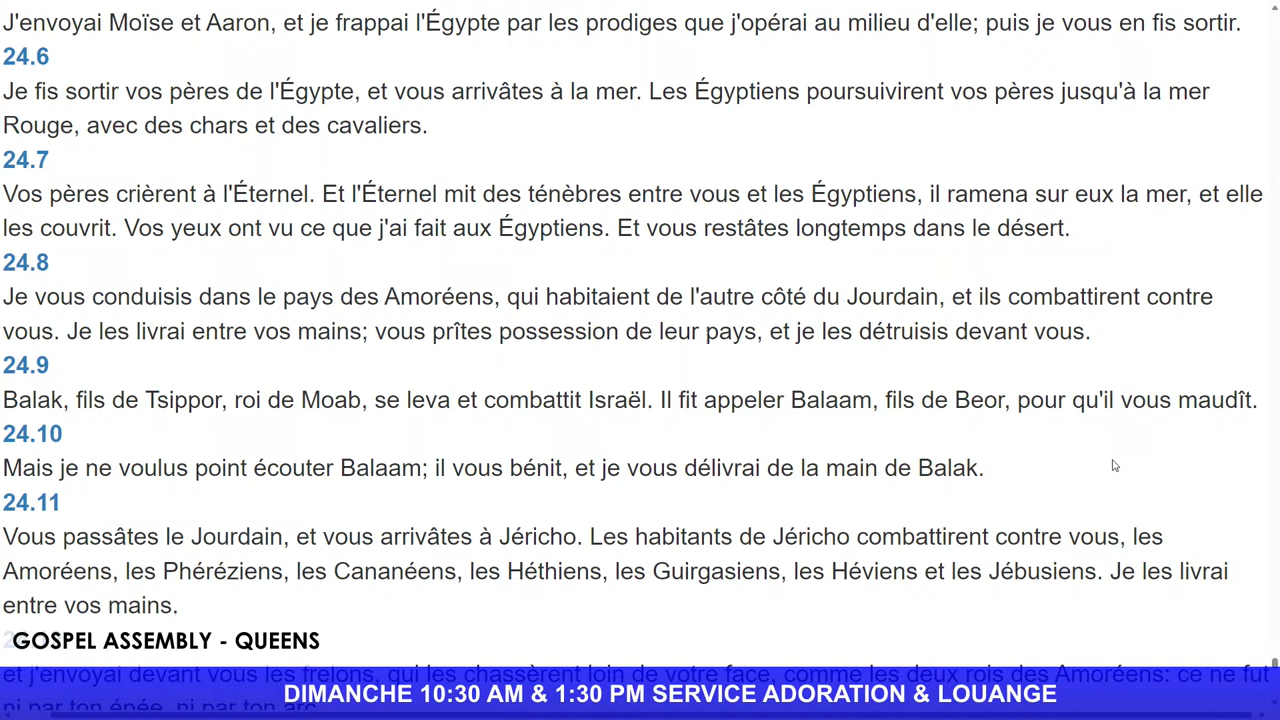 J'envoyai Moïse et Aaron, et je frappai l'Égypte par les prodiges que j'opérai au milieu d'elle; puis je vous en fis sortir.
24.6
Je fis sortir vos pères de l'Égypte, et vous arrivâtes à la mer. Les Égyptiens poursuivirent vos pères jusqu'à la mer
Rouge, avec des chars et des cavaliers.
24.7
Vos pères crièrent à l'Éternel. Et l'Éternel mit des ténèbres entre vous et les Égyptiens, il ramena sur eux la mer, et elle
les couvrit. Vos yeux ont vu ce que j'ai fait aux Égyptiens. Et vous restâtes longtemps dans le désert.
24.8
Je vous conduisis dans le pays des Amoréens, qui habitaient de l'autre côté du Jourdain, et ils combattirent contre
vous. Je les livrai entre vos mains; vous prîtes possession de leur pays, et je les détruisis devant vous.
24.9
Balak, fils de Tsippor, roi de Moab, se leva et combattit Israël. Il fit appeler Balaam, fils de Beor, pour qu'il vous maudît.
24.10
Mais je ne voulus point écouter Balaam; il vous bénit, et je vous délivrai de la main de Balak.
24.11
Vous passâtes le Jourdain, et vous arrivâtes à Jéricho. Les habitants de Jéricho combattirent contre vous, les
Amoréens, les Phéréziens, les Cananéens, les Héthiens, les Guirgasiens, les Héviens et les Jébusiens. Je les livrai
entre vos mains.
GOSPEL ASSEMBLY - QUEENS
et j'envoyai devant vous les frelons, qui les chassèrent loin de votre face, comme les deux rois des Amoréens: ce ne fut
DIMANCHE 10:30 AM & 1:30 PM SERVICE ADORATION & LOUANGE
ni par ton épée, ni par ton arc.